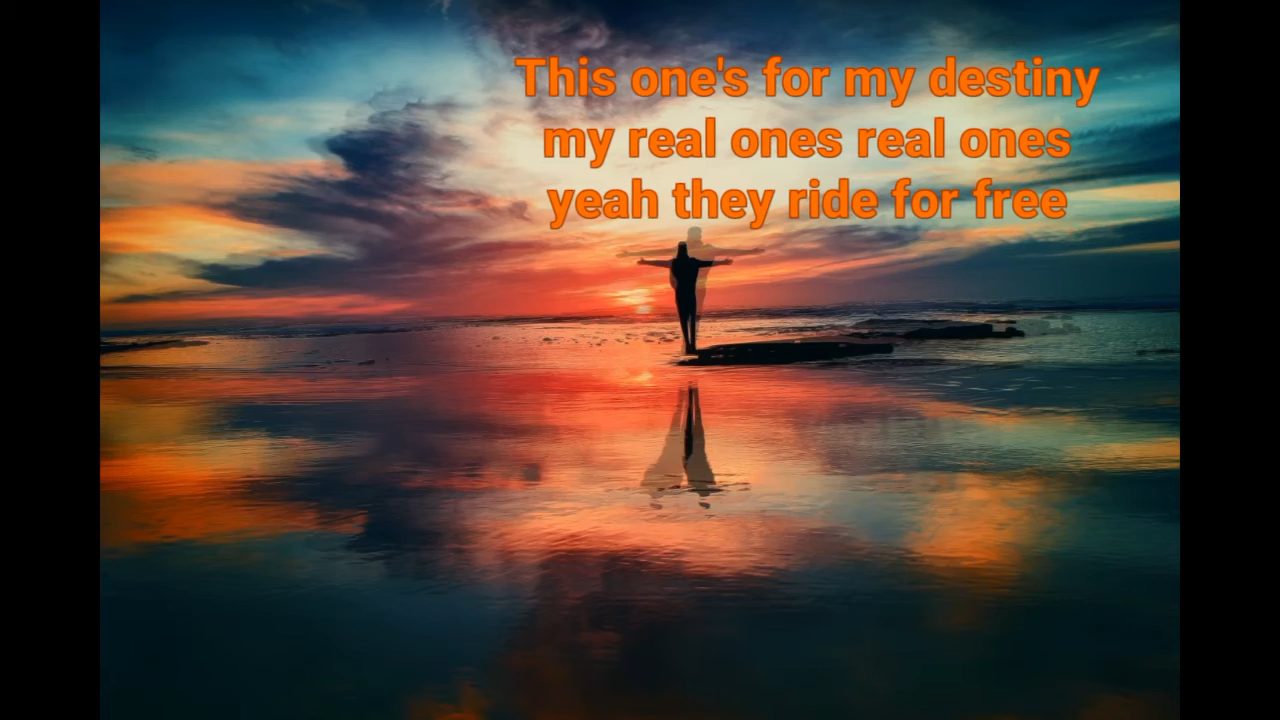 This one's for my destiny
my real ones real ones
yeah they ride for free